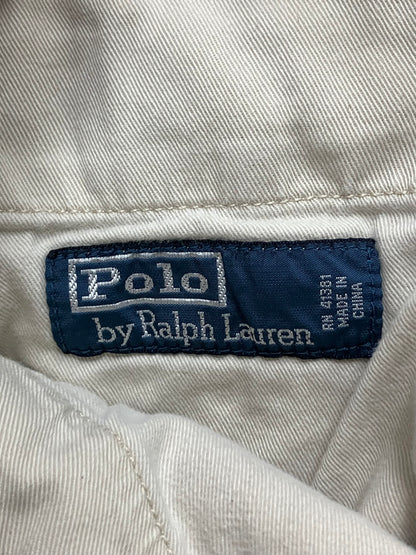 Polo
by Ralph Lauren
RN 41381
MADE IN
CHINA